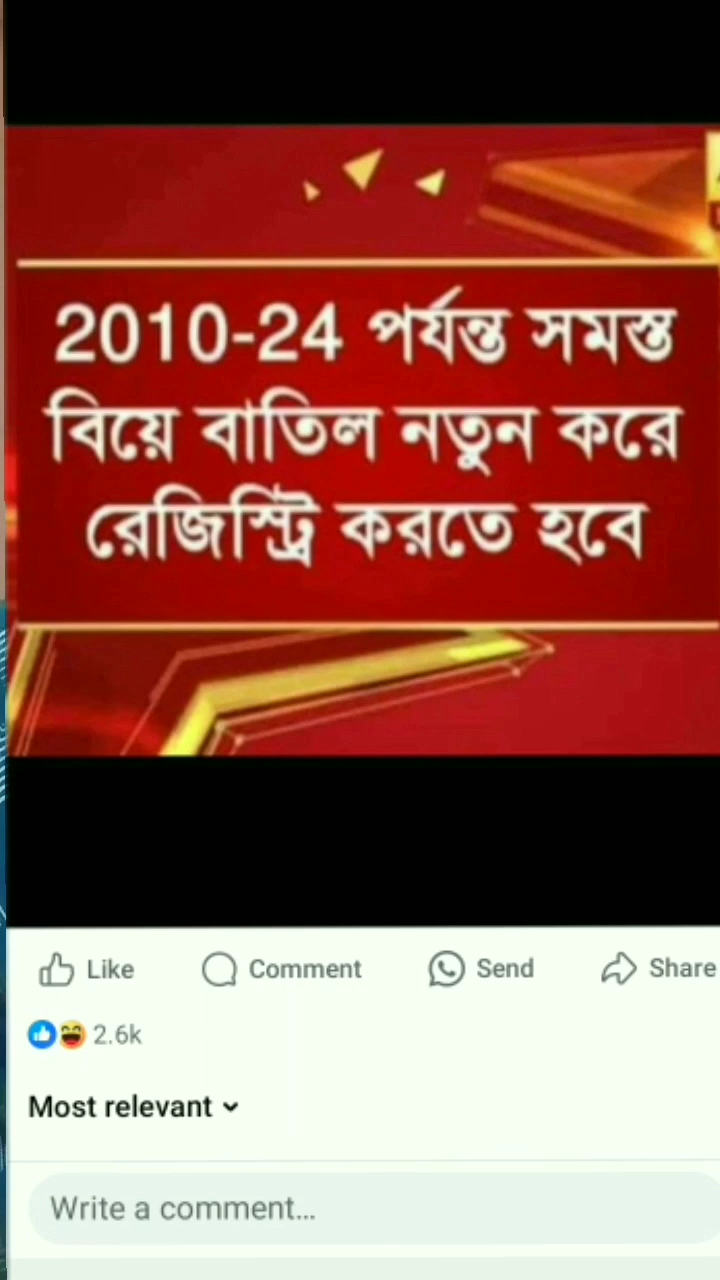 2010-24 পর্যন্ত সমস্ত
বিয়ে বাতিল নতুন করে
রেজিস্ট্রি করতে হবে
Like Comment Send Share
2.6k
Most relevant
Write a comment...